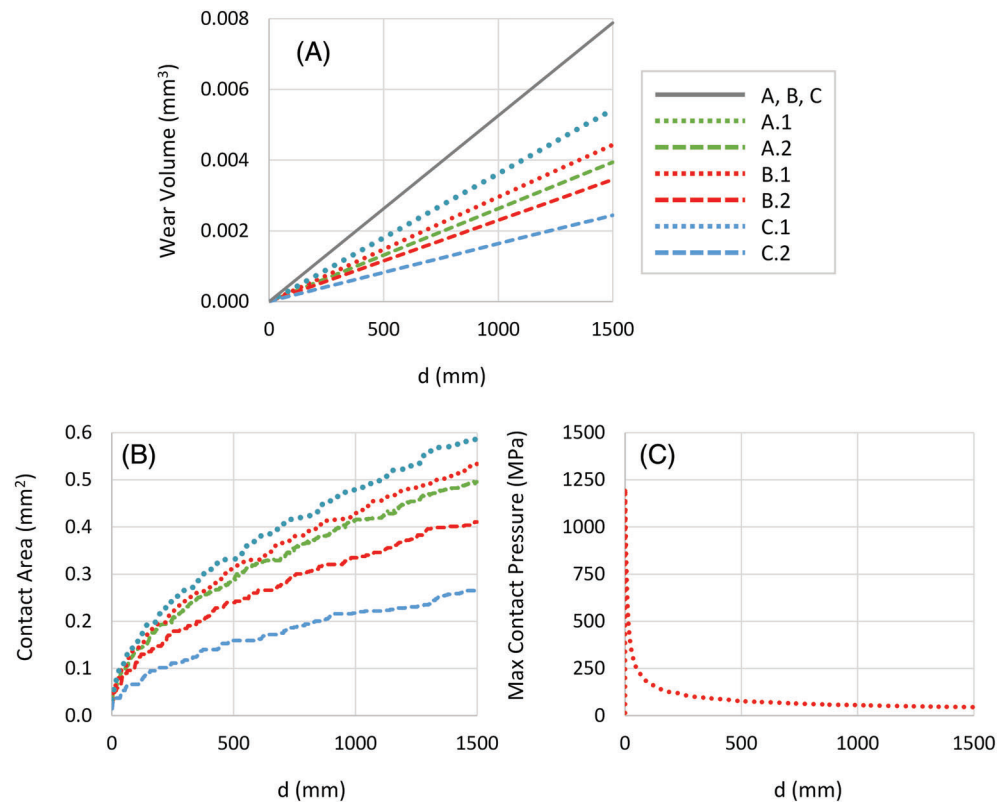 (A)
Wear Volume (mm³)
0.008
0.006
0.004
0.002
0.000
0 500 1000 1500
d (mm)
A, B, C
A.1
A.2
B.1
B.2
C.1
C.2
(B)
Contact Area (mm²)
0.6
0.5
0.4
0.3
0.2
0.1
0.0
0 500 1000 1500
d (mm)
(C)
Max Contact Pressure (MPa)
1500
1250
1000
750
500
250
0
0 500 1000 1500
d (mm)